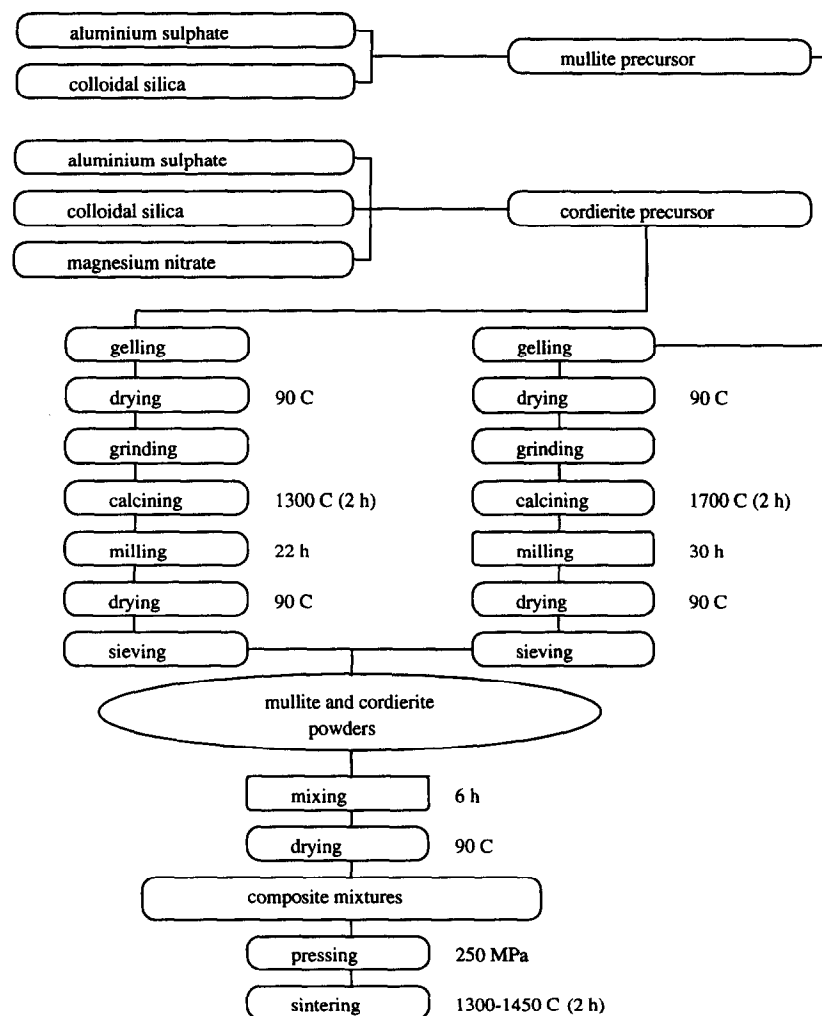 aluminium sulphate
colloidal silica
mullite precursor
aluminium sulphate
colloidal silica
magnesium nitrate
cordierite precursor
gelling
drying 90 C
grinding
calcining 1300 C (2 h)
milling 22 h
drying 90 C
sieving
gelling
drying 90 C
grinding
calcining 1700 C (2 h)
milling 30 h
drying 90 C
sieving
mullite and cordierite
powders
mixing 6 h
drying 90 C
composite mixtures
pressing 250 MPa
sintering 1300-1450 C (2 h)